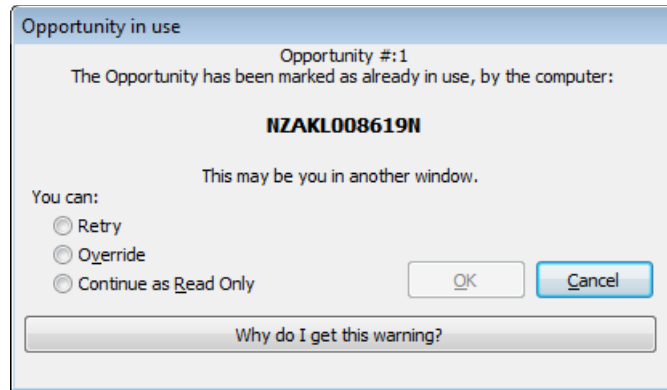 Opportunity in use
Opportunity #:1
The Opportunity has been marked as already in use, by the computer:
NZAKL008619N
This may be you in another window.
You can:
Retry
Override
Continue as Read Only
OK
Cancel
Why do I get this warning?